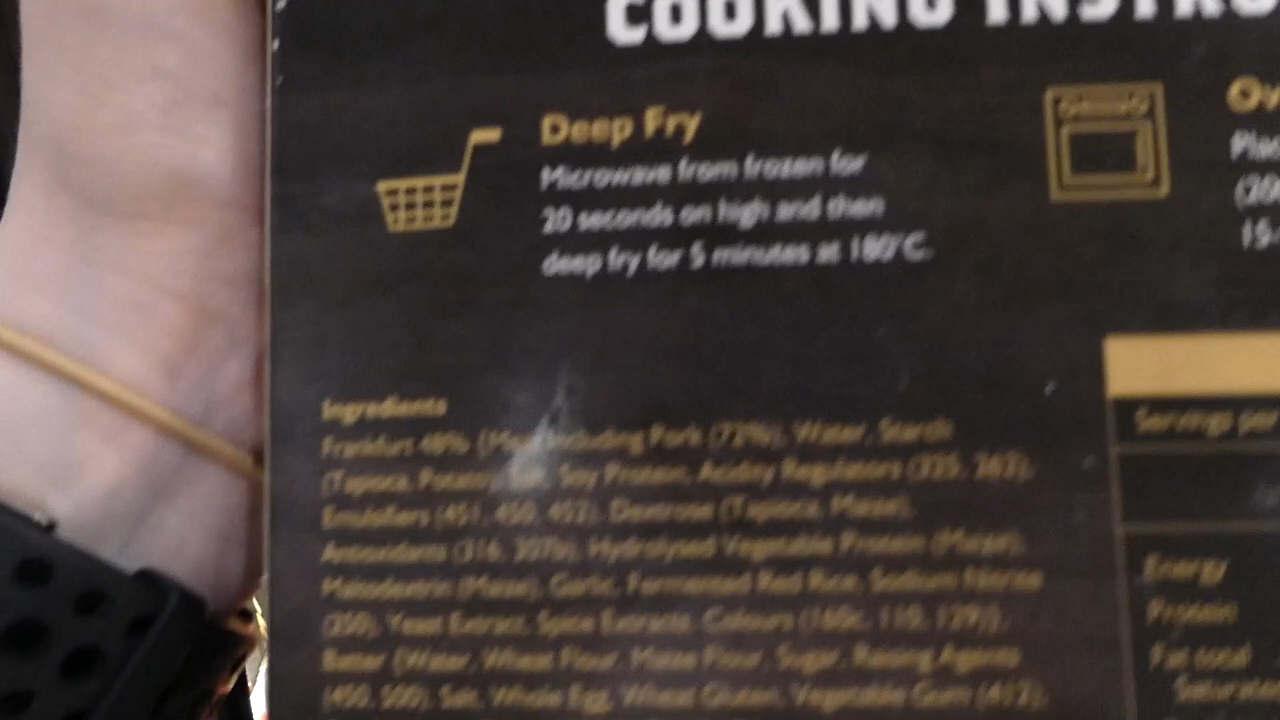 COOKING INSTRU
Deep Fry
Microwave from frozen for
20 seconds on high and then
deep fry for 5 minutes at 180°C.
Ov
Plac
(20
15-
Ingredients
Frankfurt 48% (Meat Including Pork (72%), Water, Starch
(Tapioca, Potato Soy Protein, Acidity Regulators (325, 262),
Emulsifiers (451, 450, 452), Dextrose (Tapioca, Maize),
Antioxidants (316, 307b), Hydrolysed Vegetable Protein (Maize),
Maltodextrin (Maize), Garlic, Fermented Red Rice, Sodium Nitrite
(250), Yeast Extract, Spice Extracts, Colours (160c, 110, 129)),
Batter (Water, Wheat Flour, Maize Flour, Sugar, Raising Agents
(450, 500), Salt, Whole Egg, Wheat Gluten, Vegetable Gum (412),
Servings per
Energy
Protein
Fat total
Saturated